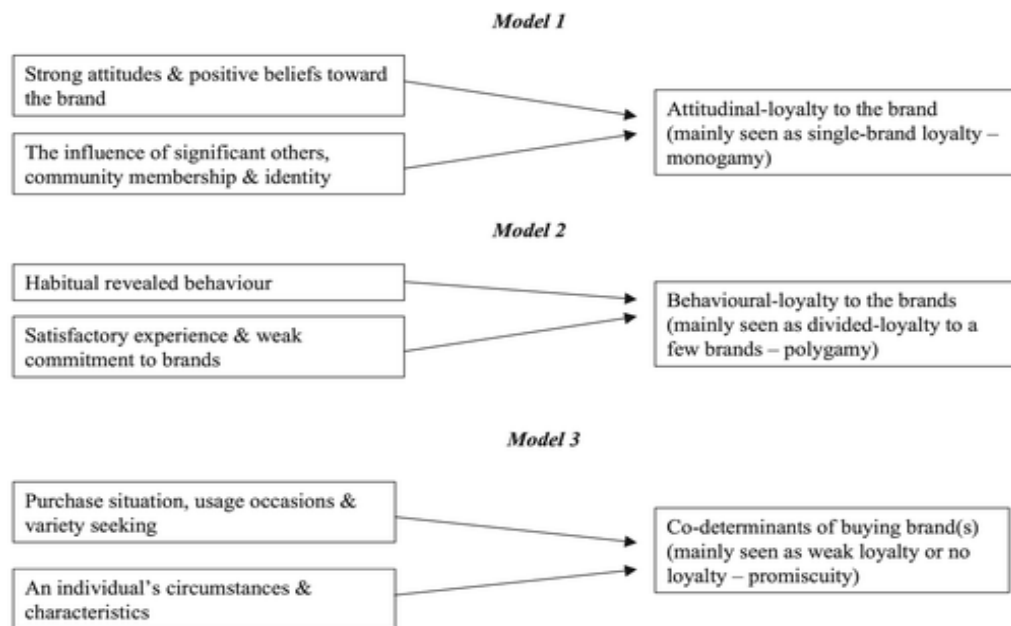 Model 1
Strong attitudes & positive beliefs toward
the brand
The influence of significant others,
community membership & identity
Attitudinal-loyalty to the brand
(mainly seen as single-brand loyalty –
monogamy)
Model 2
Habitual revealed behaviour
Satisfactory experience & weak
commitment to brands
Behavioural-loyalty to the brands
(mainly seen as divided-loyalty to a
few brands – polygamy)
Model 3
Purchase situation, usage occasions &
variety seeking
An individual's circumstances &
characteristics
Co-determinants of buying brand(s)
(mainly seen as weak loyalty or no
loyalty – promiscuity)